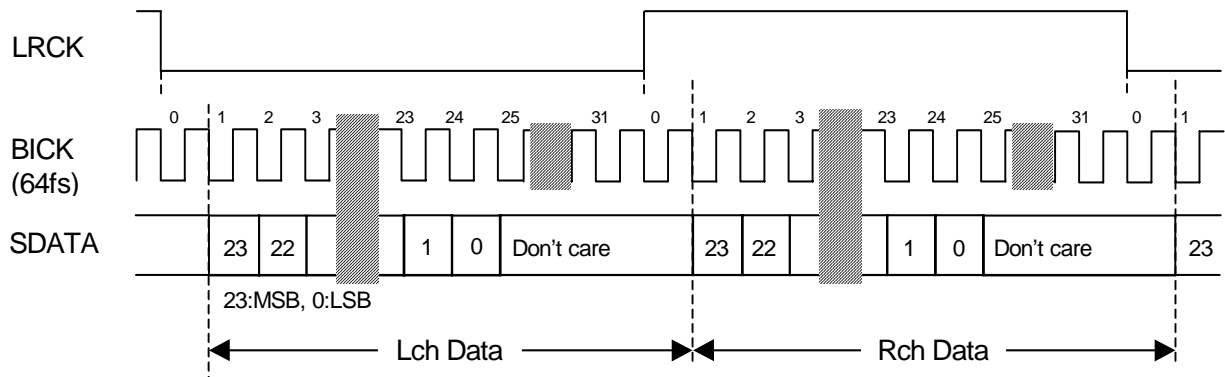 LRCK
0 1 2 3 23 24 25 31 0 1 2 3 23 24 25 31 0 1
BICK
(64fs)
SDATA 23 22 1 0 Don't care 23 22 1 0 Don't care 23
23:MSB, 0:LSB
Lch Data Rch Data